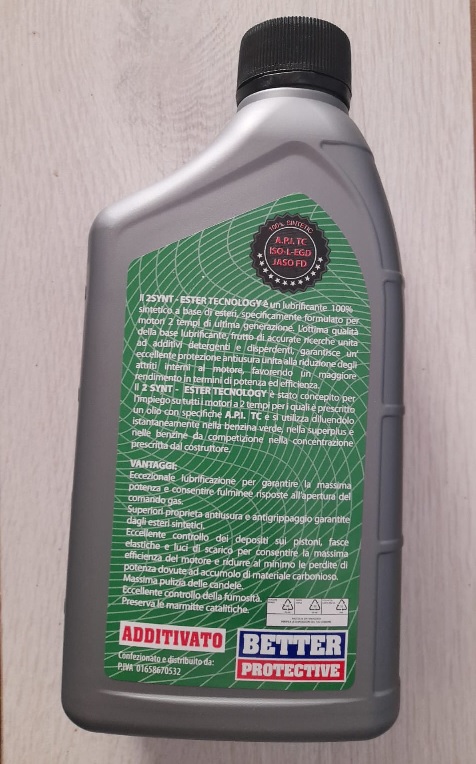 100% SINTETIC
A.P.I. TC
ISO-L-EGD
JASO FD
Il 2SYNT - ESTER TECNOLOGY è un lubrificante 100%
sintetico a base di esteri, specificamente formulato per
motori 2 tempi di ultima generazione. L'ottima qualità
della base lubrificante, frutto di accurate ricerche unita
ad additivi detergenti e disperdenti, garantisce un'
eccellente protezione antiusura unita alla riduzione degli
attriti interni al motore, favorendo un maggiore
rendimento in termini di potenza ed efficienza.
Il 2 SYNT - ESTER TECNOLOGY è stato concepito per
l'impiego su tutti motori a 2 tempi per i quali è prescritto
un olio con specifiche A.P.I. TC e si utilizza diluendolo
istantaneamente nella benzina verde, nella superplus e
nelle benzine da competizione nella concentrazione
prescritta dal costruttore.
VANTAGGI:
Eccezionale lubrificazione per garantire la massima
potenza e consentire fulminee risposte all'apertura del
comando gas.
Superiori proprieta antiusura e antigrippaggio garantite
dagli esteri sintetici.
Eccellente controllo dei depositi sui pistoni, fasce
elastiche e luci di scarico per consentire la massima
efficienza del motore e ridurre al minimo le perdite di
potenza dovute ad accumolo di materiale carbonioso.
Massima pulizia delle candele.
Eccellente controllo della fumosità.
Preserva le marmitte catalitiche.
ADDITIVATO
BETTER
PROTECTIVE
Confezionato e distribuito da:
P.IVA 01658670532